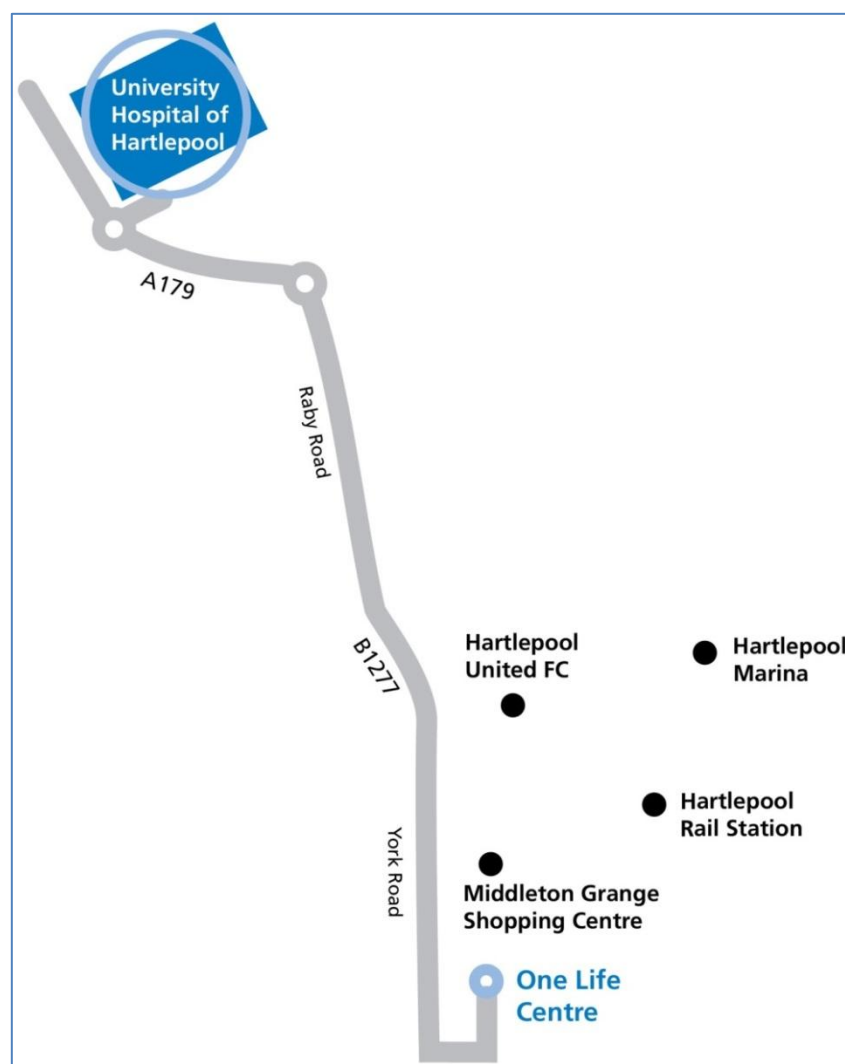 University
Hospital of
Hartlepool
A179
Raby Road
B1277
Hartlepool
United FC
Hartlepool
Marina
Hartlepool
Rail Station
York Road
Middleton Grange
Shopping Centre
One Life
Centre